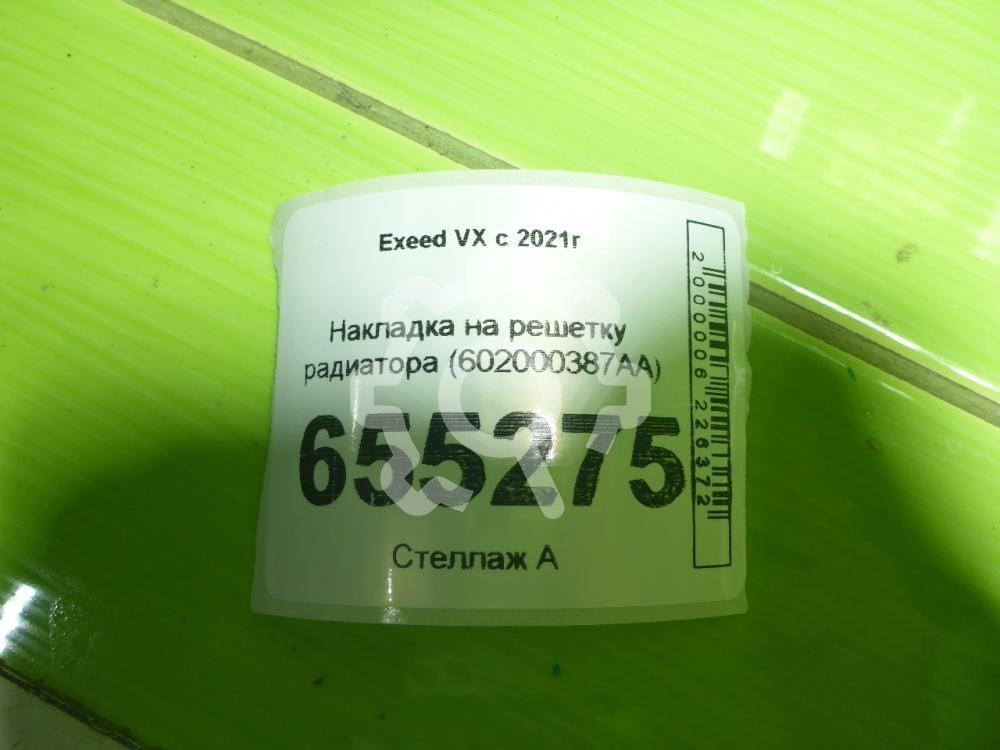 Exeed VX с 2021г
Накладка на решетку
радиатора (602000387AA)
655275
Стеллаж А
2000006226372